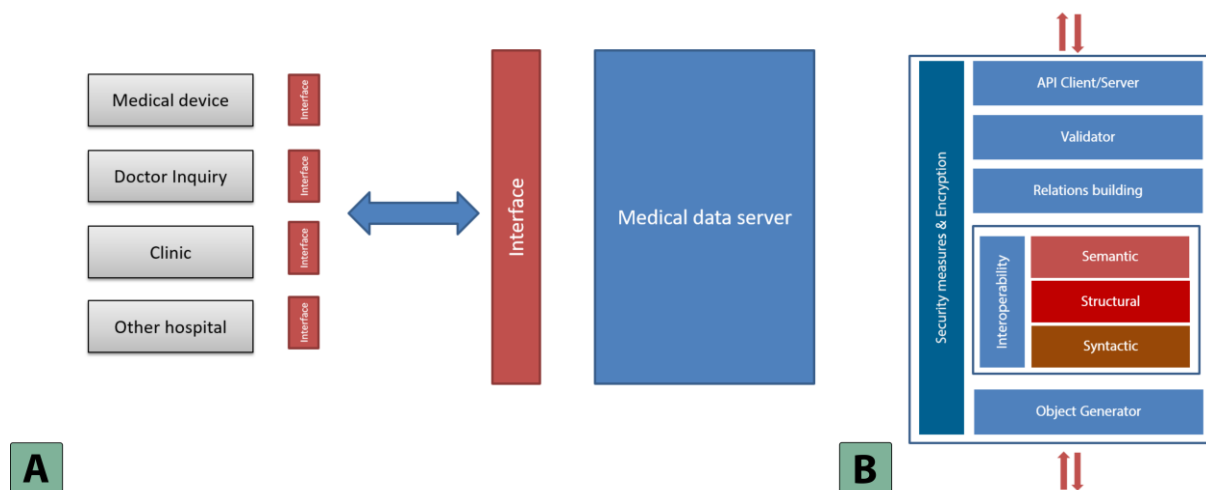 Medical device
Interface
Doctor Inquiry
Interface
Clinic
Interface
Other hospital
Interface
Interface
Medical data server
A
Security measures & Encryption
API Client/Server
Validator
Relations building
Interoperability
Semantic
Structural
Syntactic
Object Generator
B